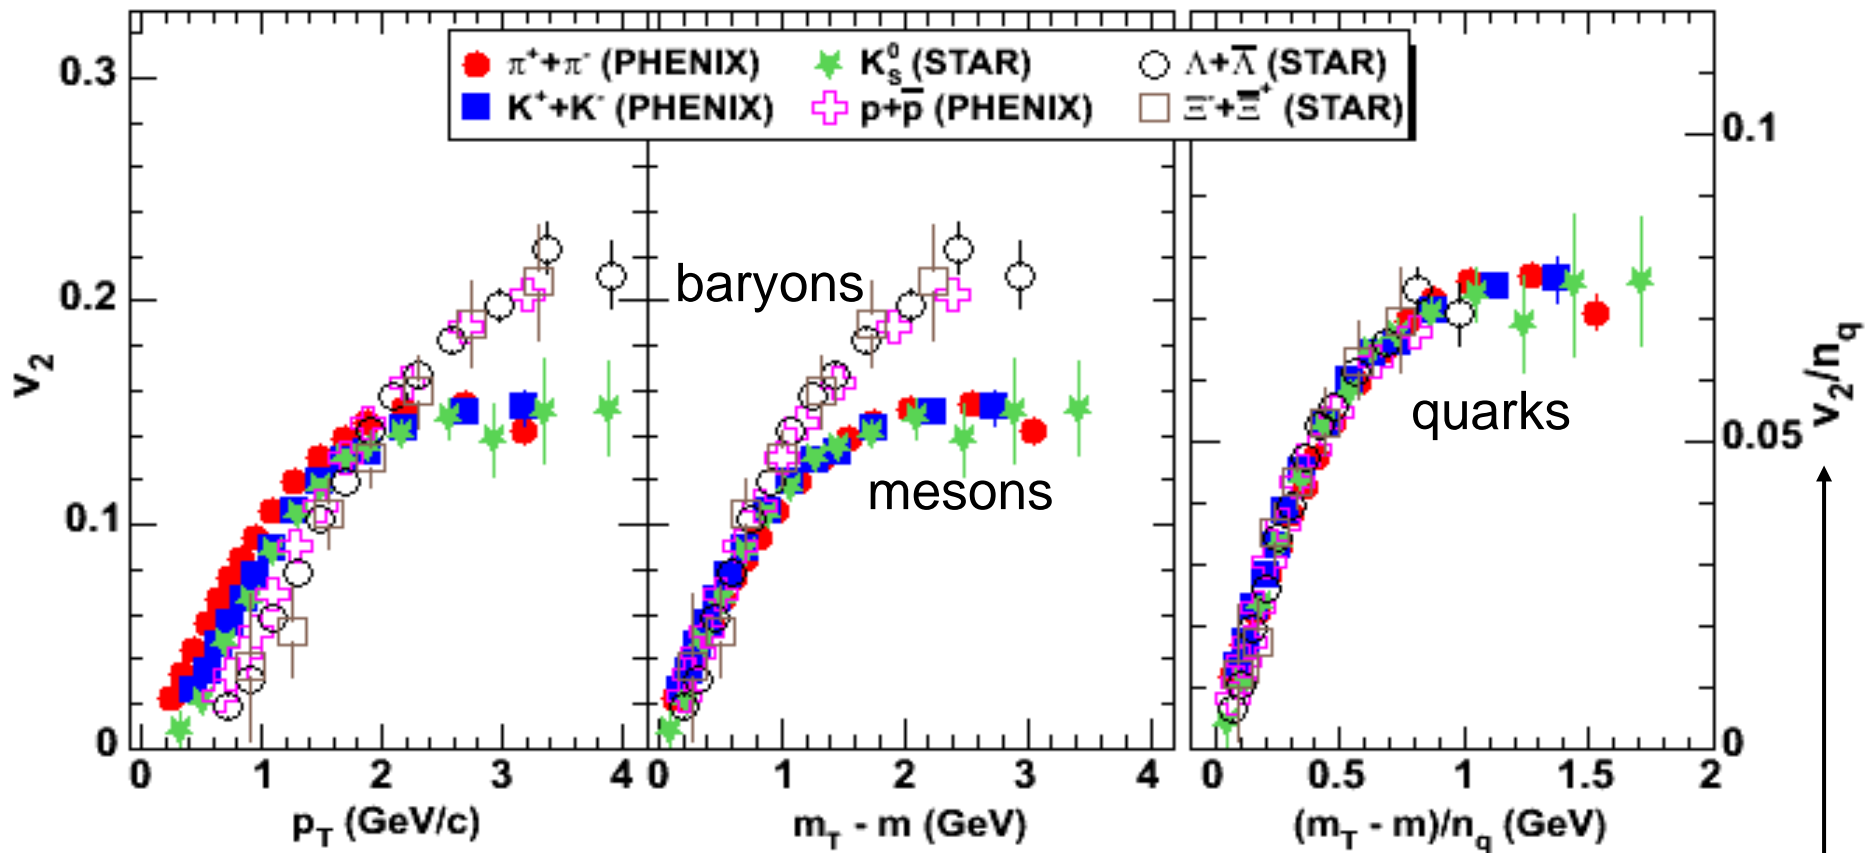 π⁺+π⁻ (PHENIX)
K⁰ₛ (STAR)
Λ+Λ̅ (STAR)
K⁺+K⁻ (PHENIX)
p+p̅ (PHENIX)
Ξ⁻+Ξ̅⁺ (STAR)
0.3
0.2
0.1
0
v₂
baryons
mesons
quarks
0.1
0.05
0
v₂/n_q
0 1 2 3 4
0 1 2 3 4
0 0.5 1 1.5 2
p_T (GeV/c)
m_T - m (GeV)
(m_T - m)/n_q (GeV)